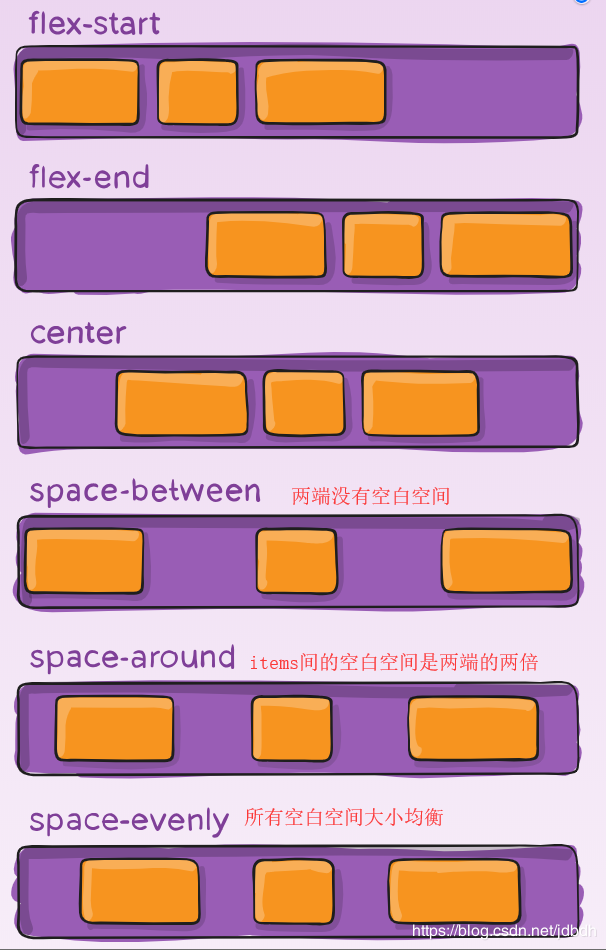 flex-start
flex-end
center
space-between 两端没有空白空间
space-around items间的空白空间是两端的两倍
space-evenly 所有空白空间大小均衡
https://blog.csdn.net/jdbdh